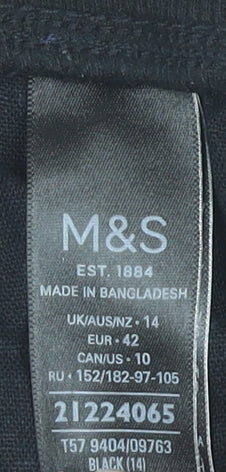 M&S
EST. 1884
MADE IN BANGLADESH
UK/AUS/NZ • 14
EUR • 42
CAN/US • 10
RU • 152/182-97-105
21224065
T57 9404/09763
BLACK (14)